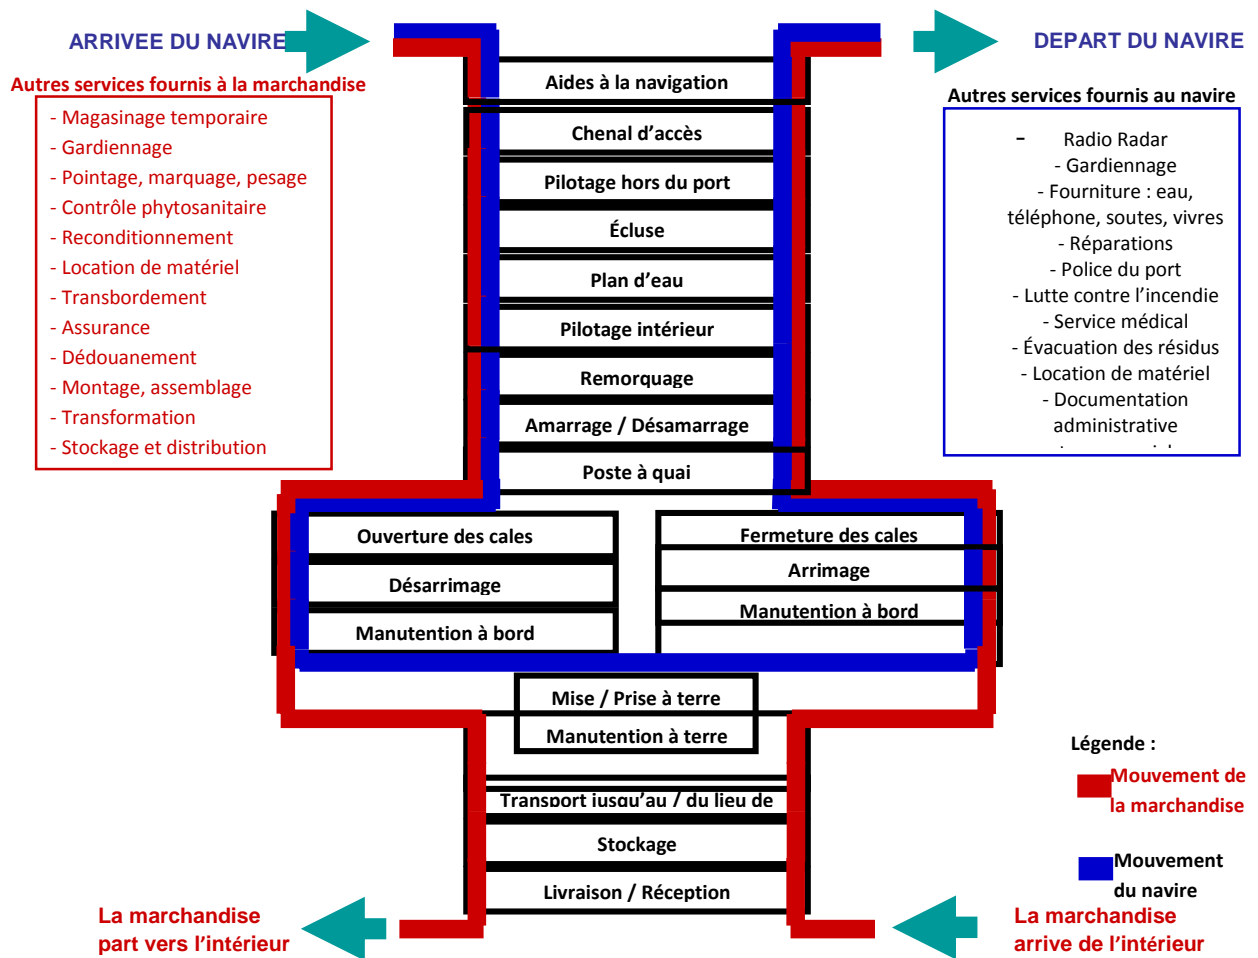 ARRIVEE DU NAVIRE
DEPART DU NAVIRE
Autres services fournis à la marchandise
- Magasinage temporaire
- Gardiennage
- Pointage, marquage, pesage
- Contrôle phytosanitaire
- Reconditionnement
- Location de matériel
- Transbordement
- Assurance
- Dédouanement
- Montage, assemblage
- Transformation
- Stockage et distribution
Aides à la navigation
Chenal d’accès
Pilotage hors du port
Écluse
Plan d’eau
Pilotage intérieur
Remorquage
Amarrage / Désamarrage
Poste à quai
Autres services fournis au navire
- Radio Radar
- Gardiennage
- Fourniture : eau,
téléphone, soutes, vivres
- Réparations
- Police du port
- Lutte contre l’incendie
- Service médical
- Évacuation des résidus
- Location de matériel
- Documentation
administrative
Ouverture des cales
Désarrimage
Manutention à bord
Fermeture des cales
Arrimage
Manutention à bord
Mise / Prise à terre
Manutention à terre
Transport jusqu’au / du lieu de
Stockage
Livraison / Réception
Légende :
Mouvement de
la marchandise
Mouvement
du navire
La marchandise
part vers l’intérieur
La marchandise
arrive de l’intérieur